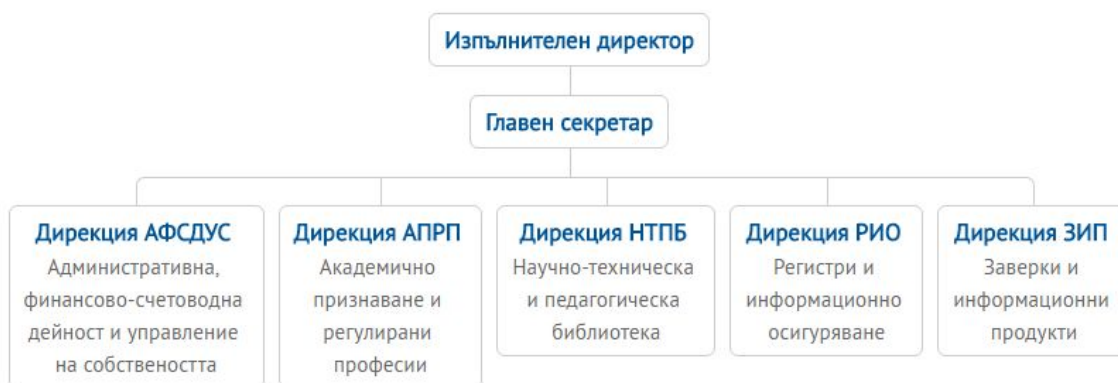 Изпълнителен директор
Главен секретар
Дирекция АФСДУС
Административна,
финансово-счетоводна
дейност и управление
на собствеността
Дирекция АПРП
Академично
признаване и
регулирани
професии
Дирекция НТПБ
Научно-техническа
и педагогическа
библиотека
Дирекция РИО
Регистри и
информационно
осигуряване
Дирекция ЗИП
Заверки и
информационни
продукти